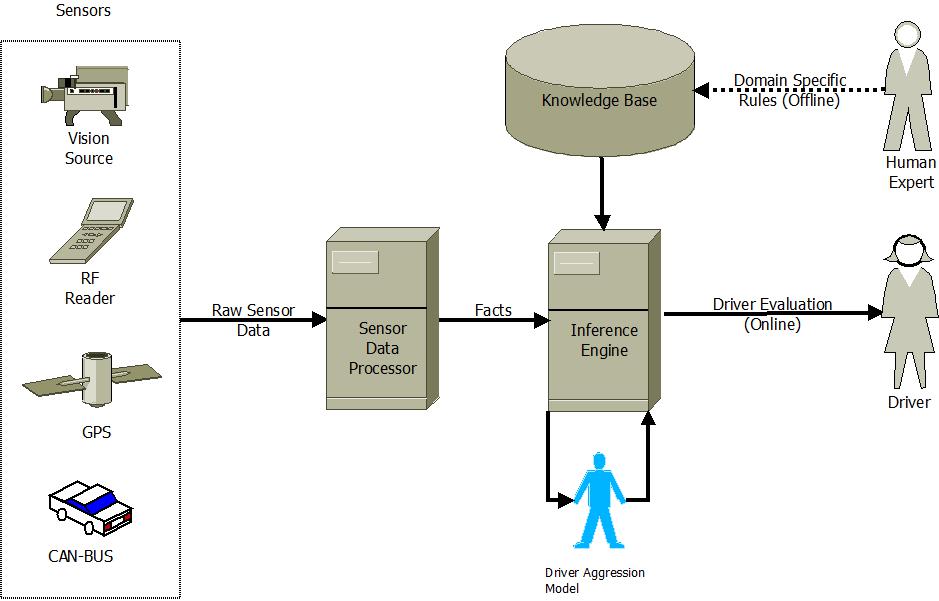 Sensors
Vision
Source
RF
Reader
GPS
CAN-BUS
Raw Sensor
Data
Sensor
Data
Processor
Facts
Knowledge Base
Inference
Engine
Driver Aggression
Model
Domain Specific
Rules (Offline)
Human
Expert
Driver Evaluation
(Online)
Driver